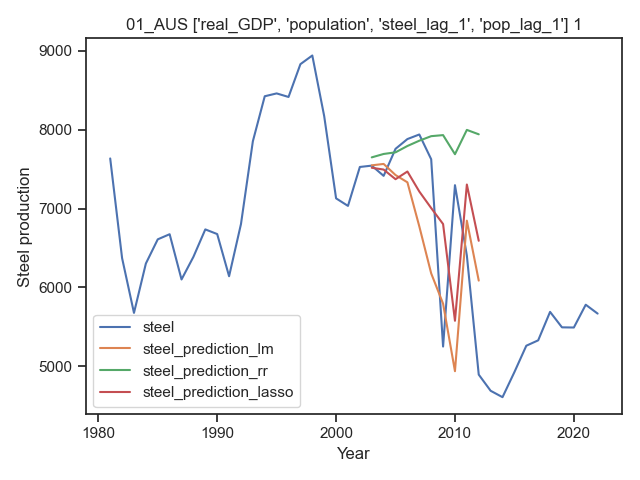 01_AUS ['real_GDP', 'population', 'steel_lag_1', 'pop_lag_1'] 1
9000
8000
7000
6000
5000
Steel production
steel
steel_prediction_lm
steel_prediction_rr
steel_prediction_lasso
1980
1990
2000
2010
2020
Year